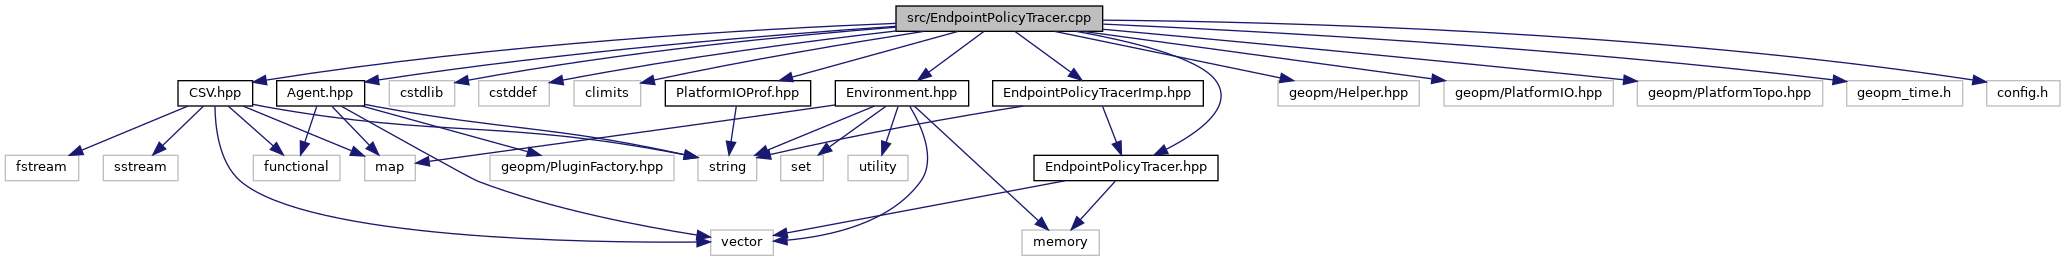 src/EndpointPolicyTracer.cpp
CSV.hpp
Agent.hpp
cstdlib
cstddef
climits
PlatformIOProf.hpp
Environment.hpp
EndpointPolicyTracerImp.hpp
geopm/Helper.hpp
geopm/PlatformIO.hpp
geopm/PlatformTopo.hpp
geopm_time.h
config.h
fstream
sstream
functional
map
geopm/PluginFactory.hpp
string
set
utility
EndpointPolicyTracer.hpp
vector
memory